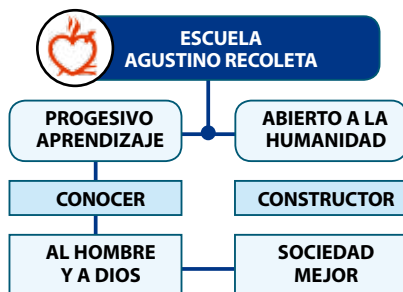 ESCUELA
AGUSTINO RECOLETA
PROGESIVO
APRENDIZAJE
ABIERTO A LA
HUMANIDAD
CONOCER
CONSTRUCTOR
AL HOMBRE
Y A DIOS
SOCIEDAD
MEJOR